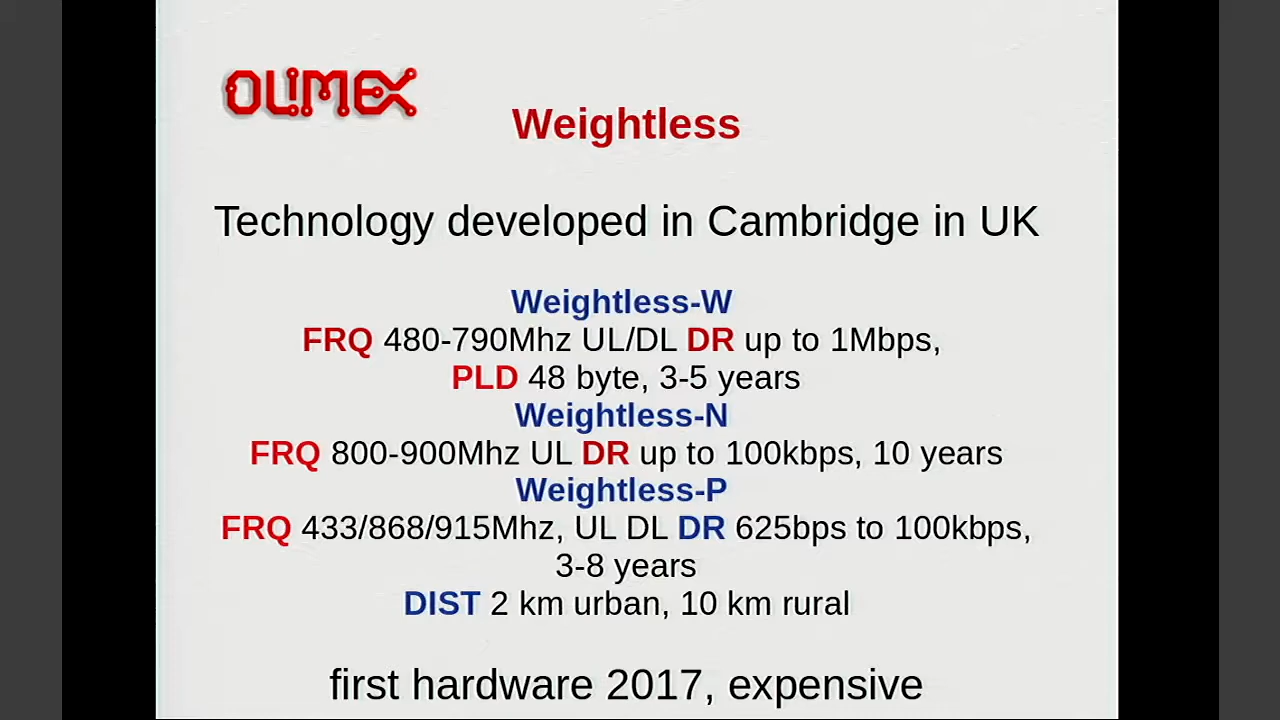 OLIMEX
Weightless
Technology developed in Cambridge in UK
Weightless-W
FRQ 480-790Mhz UL/DL DR up to 1Mbps,
PLD 48 byte, 3-5 years
Weightless-N
FRQ 800-900Mhz UL DR up to 100kbps, 10 years
Weightless-P
FRQ 433/868/915Mhz, UL DL DR 625bps to 100kbps,
3-8 years
DIST 2 km urban, 10 km rural
first hardware 2017, expensive